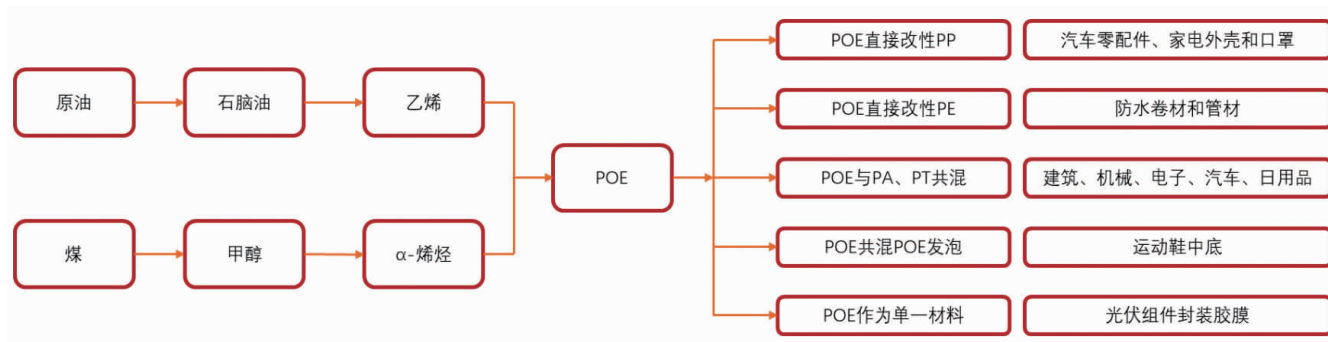 原油
石脑油
乙烯
煤
甲醇
α-烯烃
POE
POE直接改性PP
汽车零配件、家电外壳和口罩
POE直接改性PE
防水卷材和管材
POE与PA、PT共混
建筑、机械、电子、汽车、日用品
POE共混POE发泡
运动鞋中底
POE作为单一材料
光伏组件封装胶膜